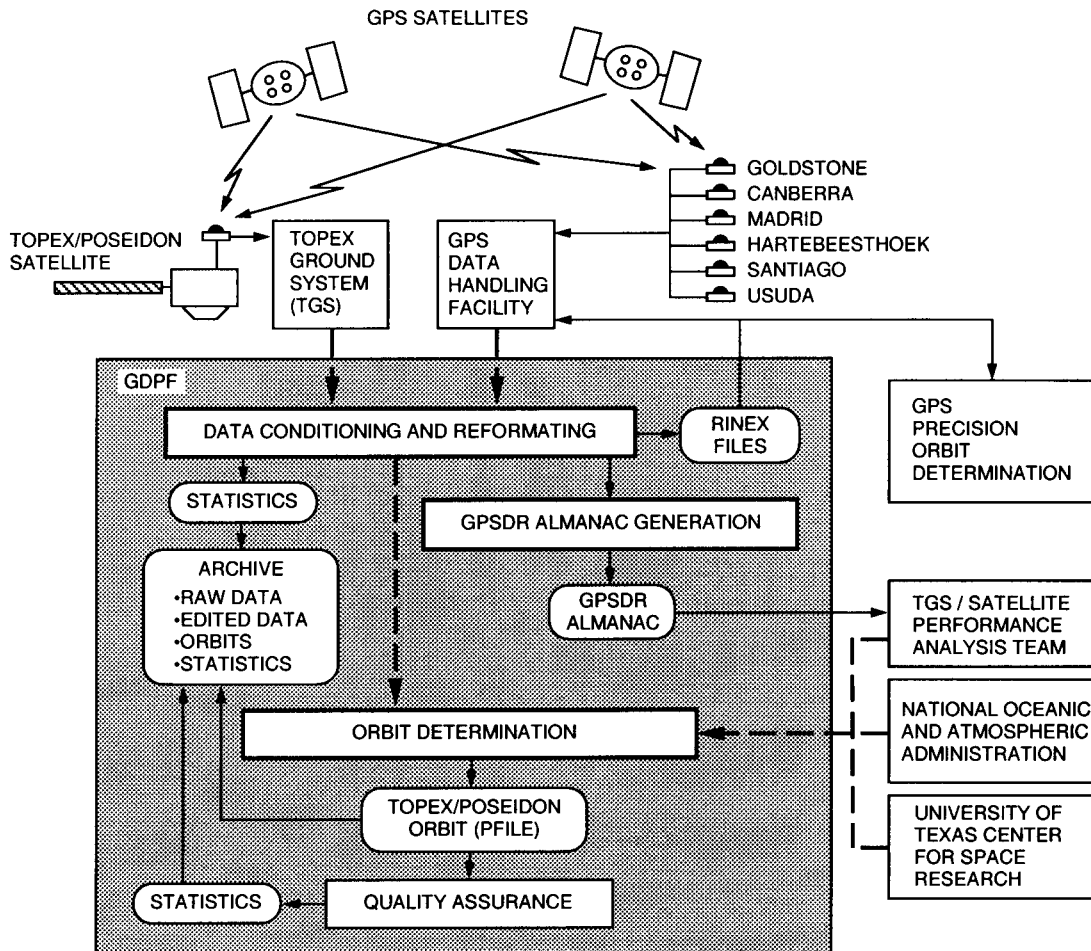 GPS SATELLITES
GOLDSTONE
CANBERRA
MADRID
HARTEBEESTHOEK
SANTIAGO
USUDA
TOPEX/POSEIDON
SATELLITE
TOPEX
GROUND
SYSTEM
(TGS)
GPS
DATA
HANDLING
FACILITY
GDPF
DATA CONDITIONING AND REFORMATING
RINEX
FILES
GPS
PRECISION
ORBIT
DETERMINATION
STATISTICS
GPSDR ALMANAC GENERATION
ARCHIVE
•RAW DATA
•EDITED DATA
•ORBITS
•STATISTICS
GPSDR
ALMANAC
TGS / SATELLITE
PERFORMANCE
ANALYSIS TEAM
ORBIT DETERMINATION
NATIONAL OCEANIC
AND ATMOSPHERIC
ADMINISTRATION
TOPEX/POSEIDON
ORBIT (PFILE)
UNIVERSITY OF
TEXAS CENTER
FOR SPACE
RESEARCH
STATISTICS
QUALITY ASSURANCE